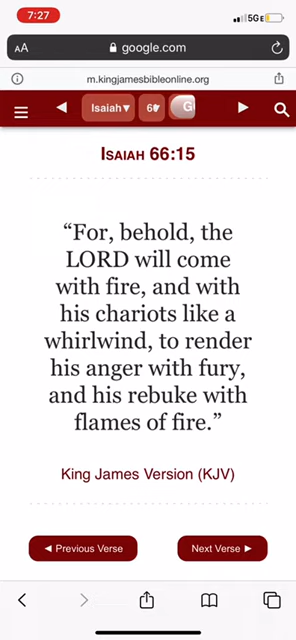 7:27
5GE
AA google.com
m.kingjamesbibleonline.org
Isaiah▾
G
ISAIAH 66:15
“For, behold, the
LORD will come
with fire, and with
his chariots like a
whirlwind, to render
his anger with fury,
and his rebuke with
flames of fire.”
King James Version (KJV)
◄ Previous Verse Next Verse ►